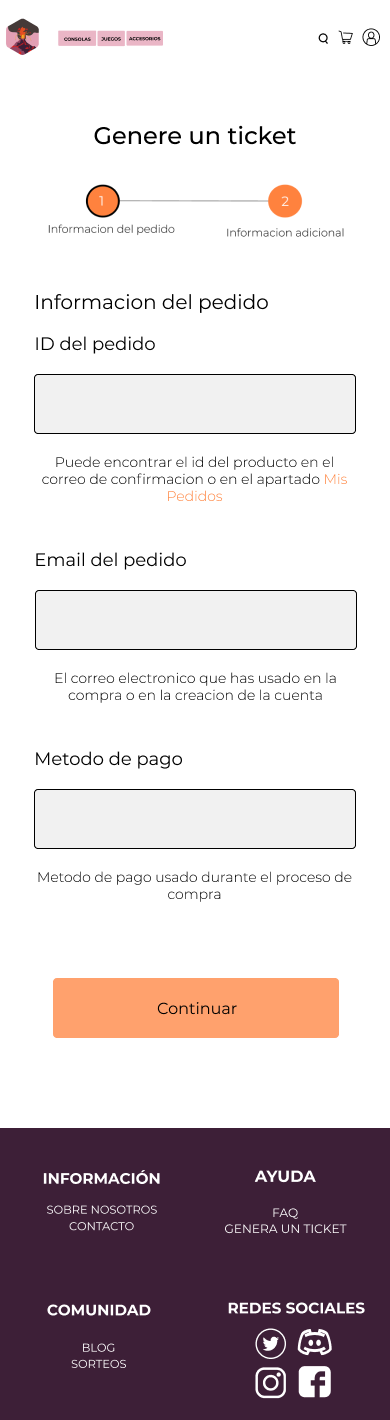 CONSOLAS JUEGOS ACCESORIOS
Genere un ticket
1 2
Informacion del pedido Informacion adicional
Informacion del pedido
ID del pedido
Puede encontrar el id del producto en el
correo de confirmacion o en el apartado Mis
Pedidos
Email del pedido
El correo electronico que has usado en la
compra o en la creacion de la cuenta
Metodo de pago
Metodo de pago usado durante el proceso de
compra
Continuar
INFORMACIÓN
SOBRE NOSOTROS
CONTACTO
AYUDA
FAQ
GENERA UN TICKET
COMUNIDAD
BLOG
SORTEOS
REDES SOCIALES